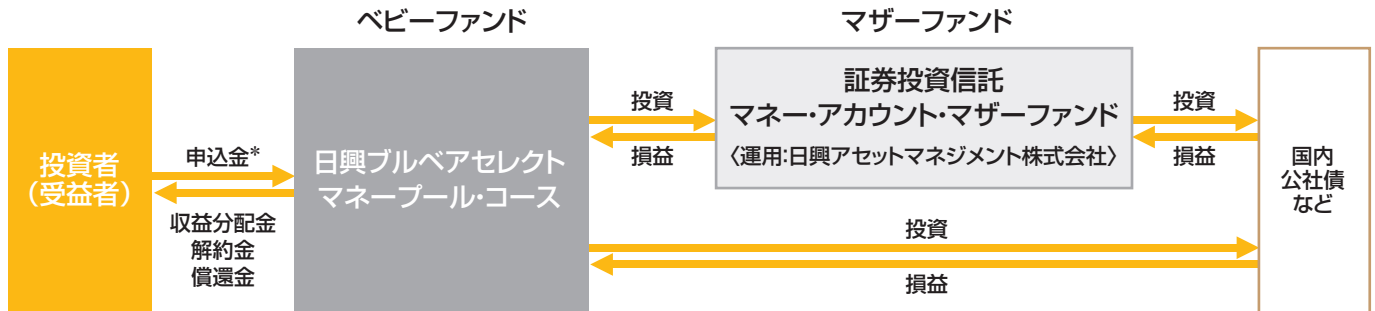 ベビーファンド
マザーファンド
投資者
（受益者）
申込金*
収益分配金
解約金
償還金
日興ブルベアセレクト
マネープール・コース
投資
損益
証券投資信託
マネー・アカウント・マザーファンド
〈運用:日興アセットマネジメント株式会社〉
投資
損益
投資
損益
国内
公社債
など